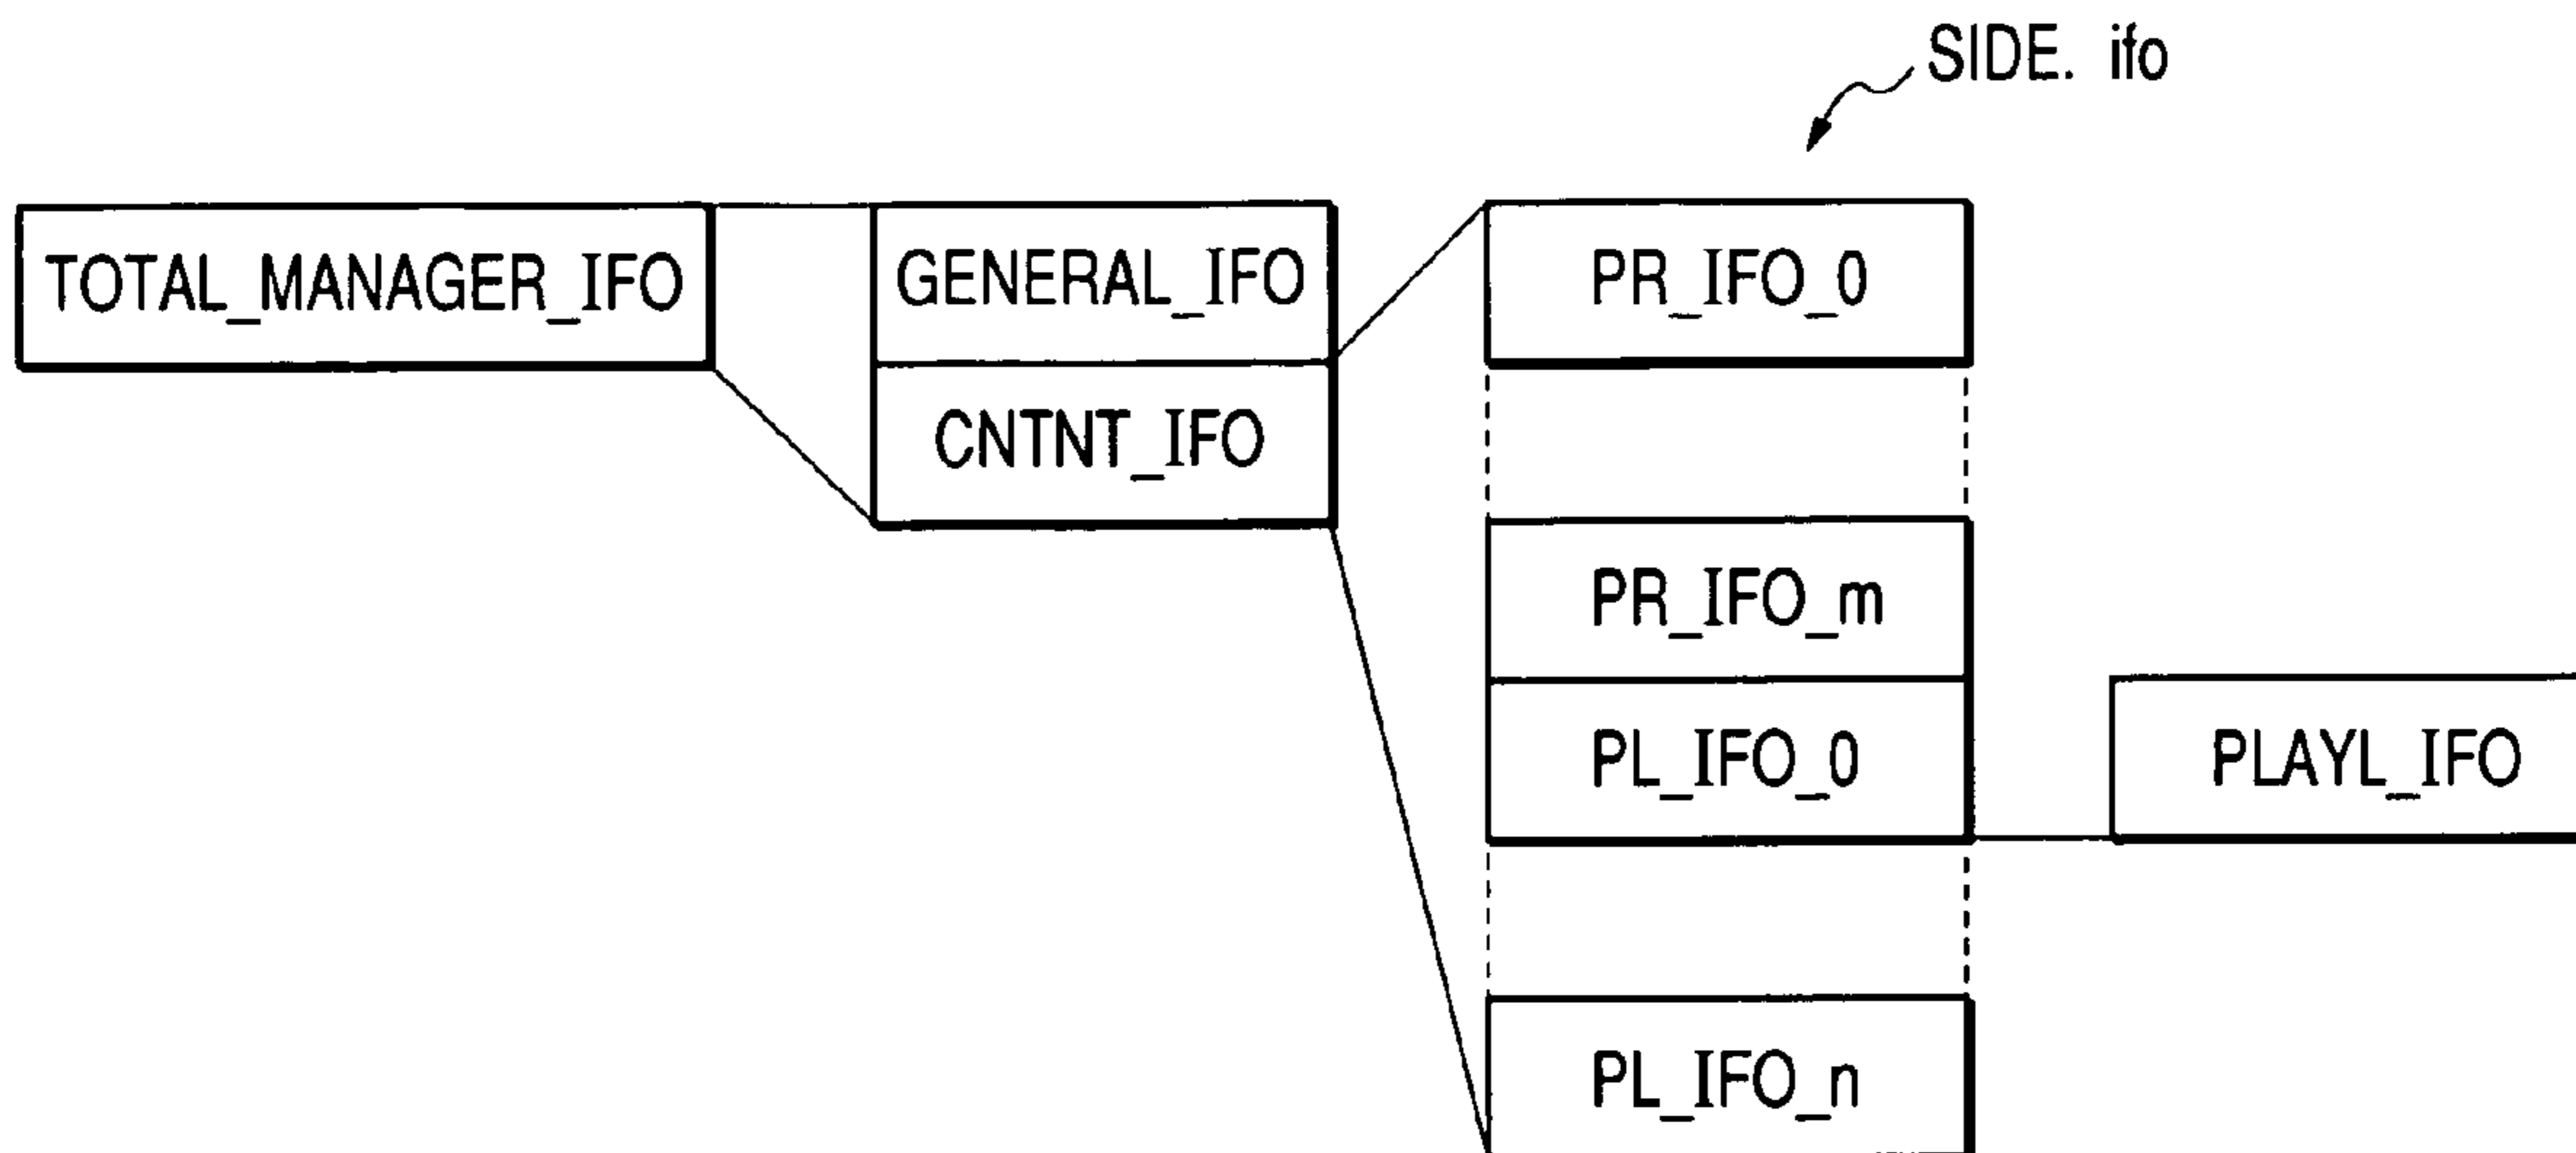 SIDE. ifo
TOTAL_MANAGER_IFO
GENERAL_IFO
CNTNT_IFO
PR_IFO_0
PR_IFO_m
PL_IFO_0
PL_IFO_n
PLAYL_IFO